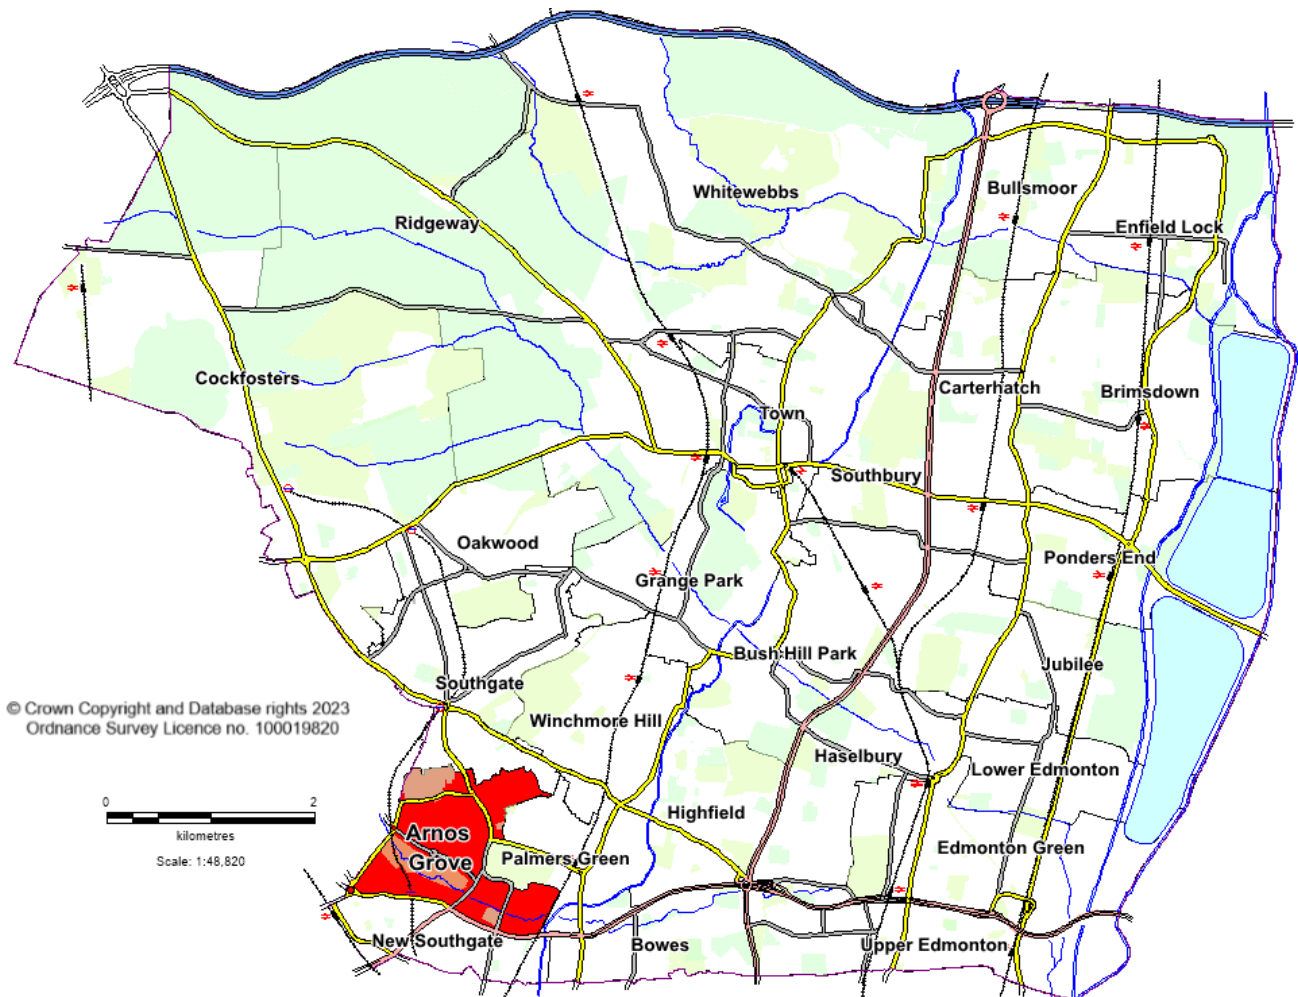 Whitewebbs
Bullsmoor
Ridgeway
Enfield Lock
Cockfosters
Carterhatch
Brimsdown
Town
Southbury
Oakwood
Ponders End
Grange Park
Bush Hill Park
Jubilee
Southgate
© Crown Copyright and Database rights 2023
Ordnance Survey Licence no. 100019820
Winchmore Hill
Haselbury
Lower Edmonton
0 2
kilometres
Scale: 1:48,820
Highfield
Arnos
Grove
Palmers Green
Edmonton Green
New Southgate
Bowes
Upper Edmonton